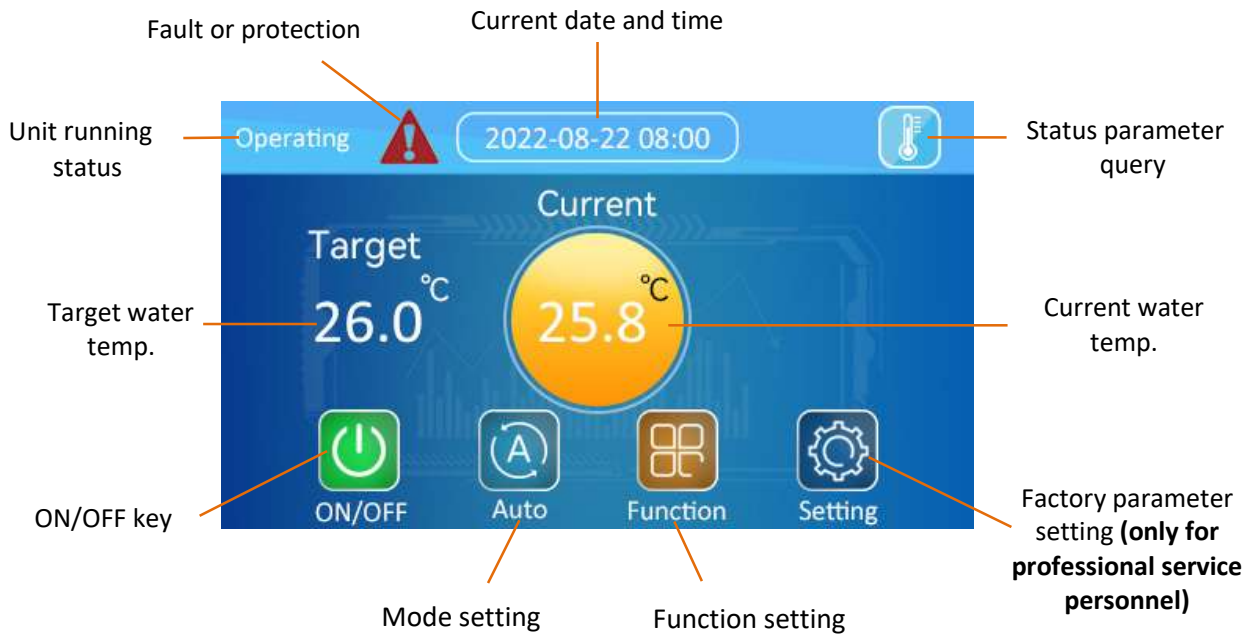 Current date and time
Fault or protection
Unit running
status
Operating
2022-08-22 08:00
Status parameter
query
Current
Target
26.0°C
25.8°C
Target water
temp.
Current water
temp.
ON/OFF key
A
ON/OFF
Auto
Function
Setting
Factory parameter
setting (only for
professional service
personnel)
Mode setting
Function setting